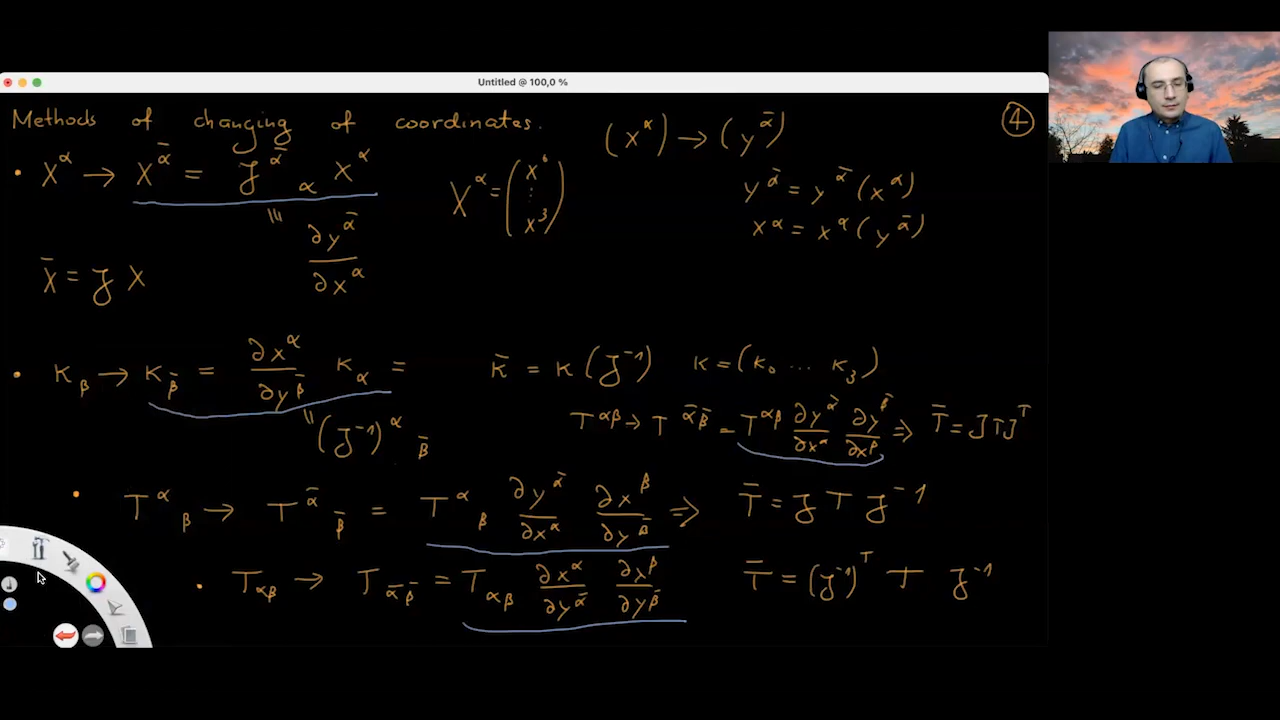 Untitled @ 100,0 %
Methods of changing of coordinates. (x^α) → (y^ᾱ) ④
• X^α → X^ᾱ = J^ᾱ_α X^α X^α = (X^0 ⋮ X^3) y^ᾱ = y^ᾱ(x^α)
x^α = x^α(y^ᾱ)
≡ ∂y^ᾱ/∂x^α
X̄ = J X
• K_β → K_β̄ = ∂x^α/∂y^β̄ K_α = K̄ = K(J^-1) K = (K_0 ... K_3)
" (J^-1)^α_β̄ T^αβ → T^ᾱβ̄ = T^αβ ∂y^ᾱ/∂x^α ∂y^β̄/∂x^β ⇒ T̄ = J T J^T
• T^α_β → T^ᾱ_β̄ = T^α_β ∂y^ᾱ/∂x^α ∂x^β/∂y^β̄ ⇒ T̄ = J T J^-1
• T_αβ → T_ᾱβ̄ = T_αβ ∂x^α/∂y^ᾱ ∂x^β/∂y^β̄ T̄ = (J^-1)^T T J^-1